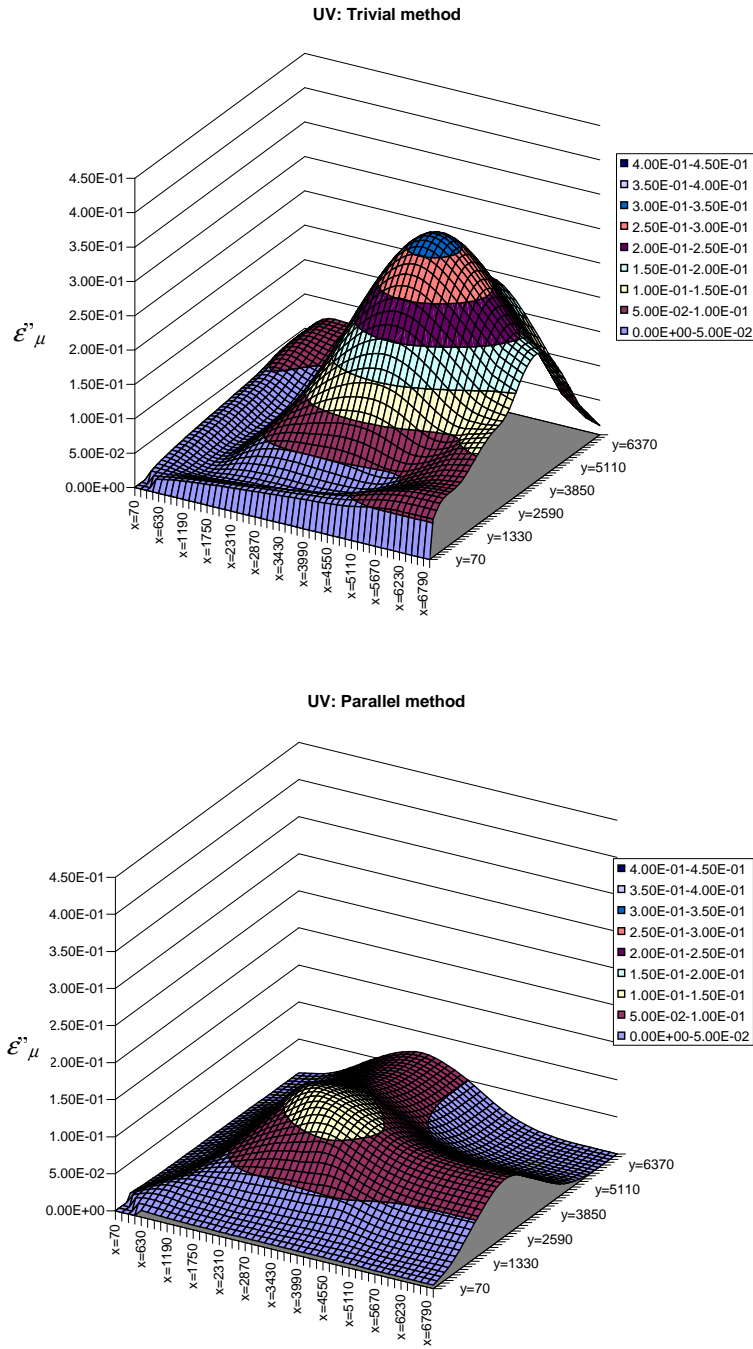 UV: Trivial method
4.50E-01
4.00E-01
3.50E-01
3.00E-01
2.50E-01
2.00E-01
1.50E-01
1.00E-01
5.00E-02
0.00E+00
ε”μ
x=70
x=630
x=1190
x=1750
x=2310
x=2870
x=3430
x=3990
x=4550
x=5110
x=5670
x=6230
x=6790
y=70
y=1330
y=2590
y=3850
y=5110
y=6370
4.00E-01-4.50E-01
3.50E-01-4.00E-01
3.00E-01-3.50E-01
2.50E-01-3.00E-01
2.00E-01-2.50E-01
1.50E-01-2.00E-01
1.00E-01-1.50E-01
5.00E-02-1.00E-01
0.00E+00-5.00E-02
UV: Parallel method
4.50E-01
4.00E-01
3.50E-01
3.00E-01
2.50E-01
2.00E-01
1.50E-01
1.00E-01
5.00E-02
0.00E+00
ε”μ
x=70
x=630
x=1190
x=1750
x=2310
x=2870
x=3430
x=3990
x=4550
x=5110
x=5670
x=6230
x=6790
y=70
y=1330
y=2590
y=3850
y=5110
y=6370
4.00E-01-4.50E-01
3.50E-01-4.00E-01
3.00E-01-3.50E-01
2.50E-01-3.00E-01
2.00E-01-2.50E-01
1.50E-01-2.00E-01
1.00E-01-1.50E-01
5.00E-02-1.00E-01
0.00E+00-5.00E-02